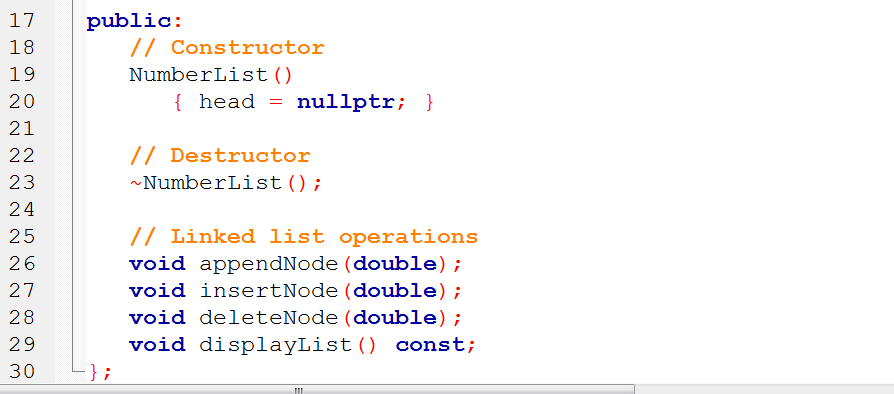 17 public:
18 // Constructor
19 NumberList()
20 { head = nullptr; }
21
22 // Destructor
23 ~NumberList();
24
25 // Linked list operations
26 void appendNode(double);
27 void insertNode(double);
28 void deleteNode(double);
29 void displayList() const;
30 };